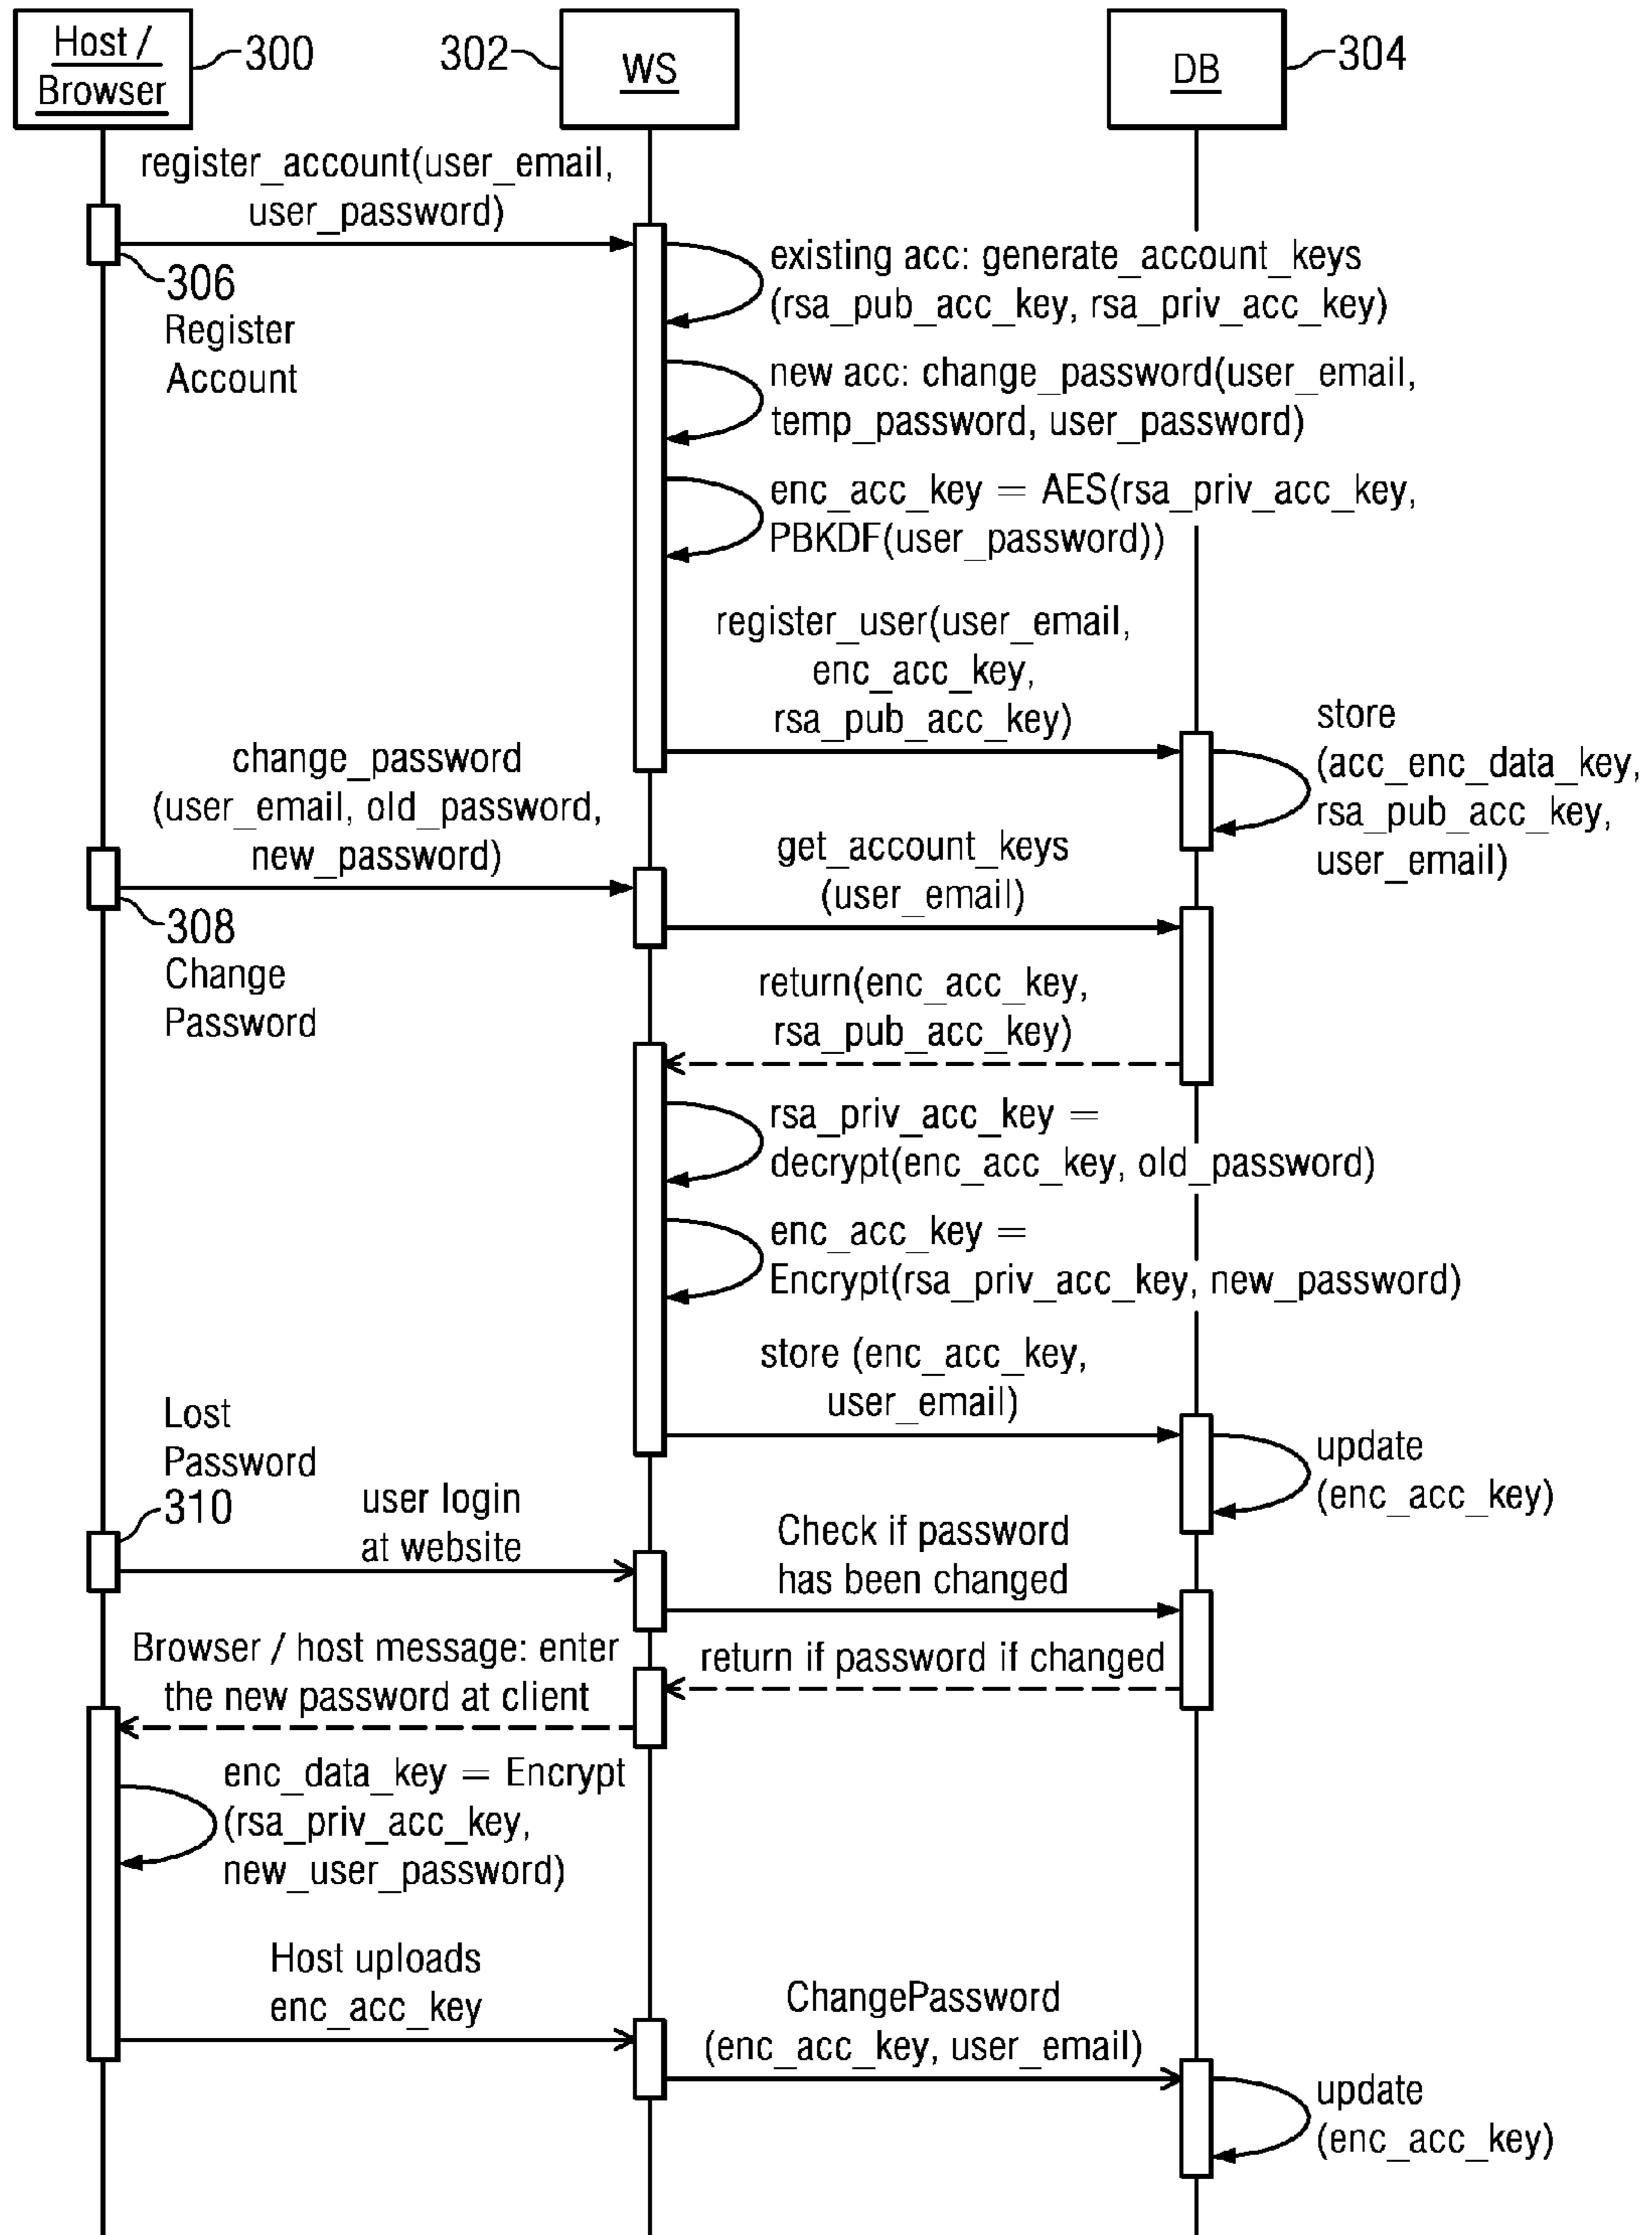 Host /
Browser
300
302
WS
DB
304
register_account(user_email,
user_password)
306
Register
Account
existing acc: generate_account_keys
(rsa_pub_acc_key, rsa_priv_acc_key)
new acc: change_password(user_email,
temp_password, user_password)
enc_acc_key = AES(rsa_priv_acc_key,
PBKDF(user_password))
register_user(user_email,
enc_acc_key,
rsa_pub_acc_key)
store
(acc_enc_data_key,
rsa_pub_acc_key,
user_email)
change_password
(user_email, old_password,
new_password)
308
Change
Password
get_account_keys
(user_email)
return(enc_acc_key,
rsa_pub_acc_key)
rsa_priv_acc_key =
decrypt(enc_acc_key, old_password)
enc_acc_key =
Encrypt(rsa_priv_acc_key, new_password)
store (enc_acc_key,
user_email)
update
(enc_acc_key)
Lost
Password
310
user login
at website
Check if password
has been changed
return if password if changed
Browser / host message: enter
the new password at client
enc_data_key = Encrypt
(rsa_priv_acc_key,
new_user_password)
Host uploads
enc_acc_key
ChangePassword
(enc_acc_key, user_email)
update
(enc_acc_key)